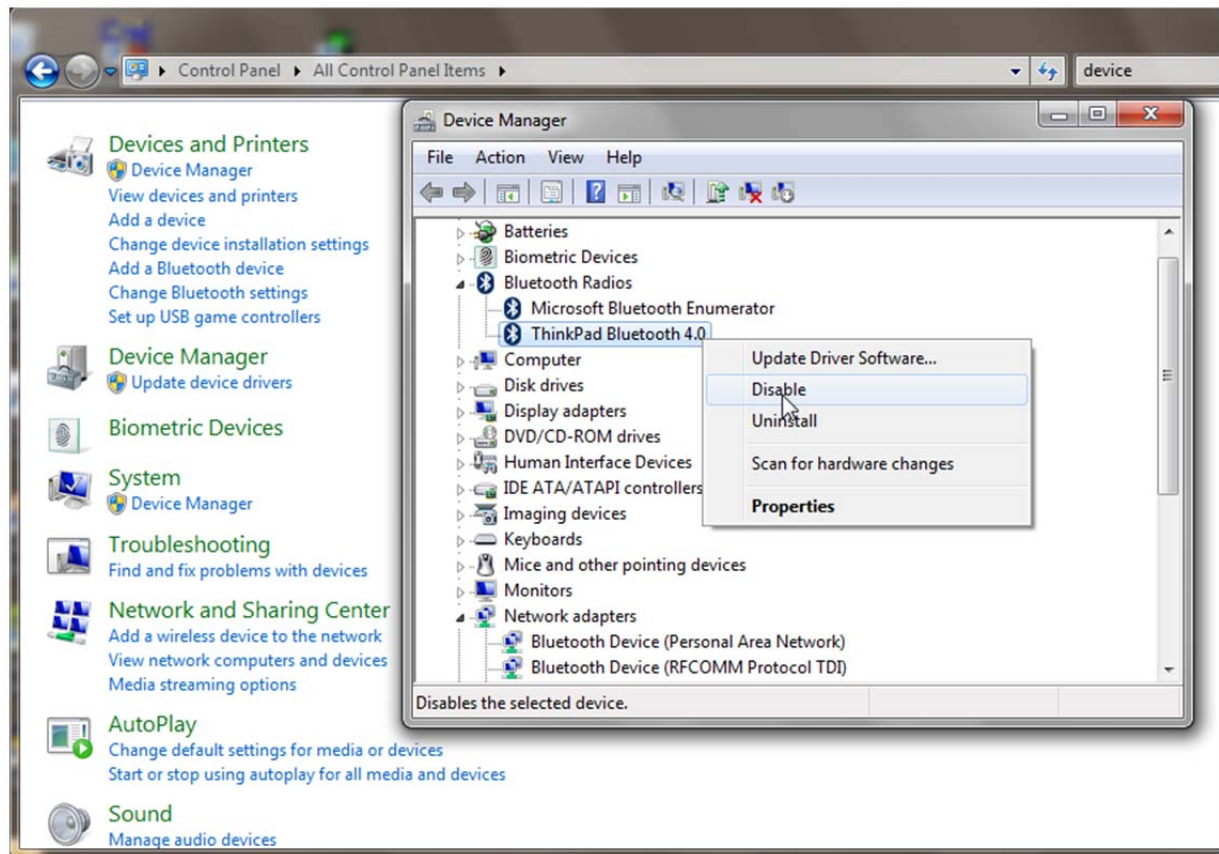 Control Panel All Control Panel Items
device
Devices and Printers
Device Manager
View devices and printers
Add a device
Change device installation settings
Add a Bluetooth device
Change Bluetooth settings
Set up USB game controllers
Device Manager
Update device drivers
Biometric Devices
System
Device Manager
Troubleshooting
Find and fix problems with devices
Network and Sharing Center
Add a wireless device to the network
View network computers and devices
Media streaming options
AutoPlay
Change default settings for media or devices
Start or stop using autoplay for all media and devices
Sound
Manage audio devices
Device Manager
File Action View Help
Batteries
Biometric Devices
Bluetooth Radios
Microsoft Bluetooth Enumerator
ThinkPad Bluetooth 4.0
Computer
Disk drives
Display adapters
DVD/CD-ROM drives
Human Interface Devices
IDE ATA/ATAPI controllers
Imaging devices
Keyboards
Mice and other pointing devices
Monitors
Network adapters
Bluetooth Device (Personal Area Network)
Bluetooth Device (RFCOMM Protocol TDI)
Disables the selected device.
Update Driver Software...
Disable
Uninstall
Scan for hardware changes
Properties